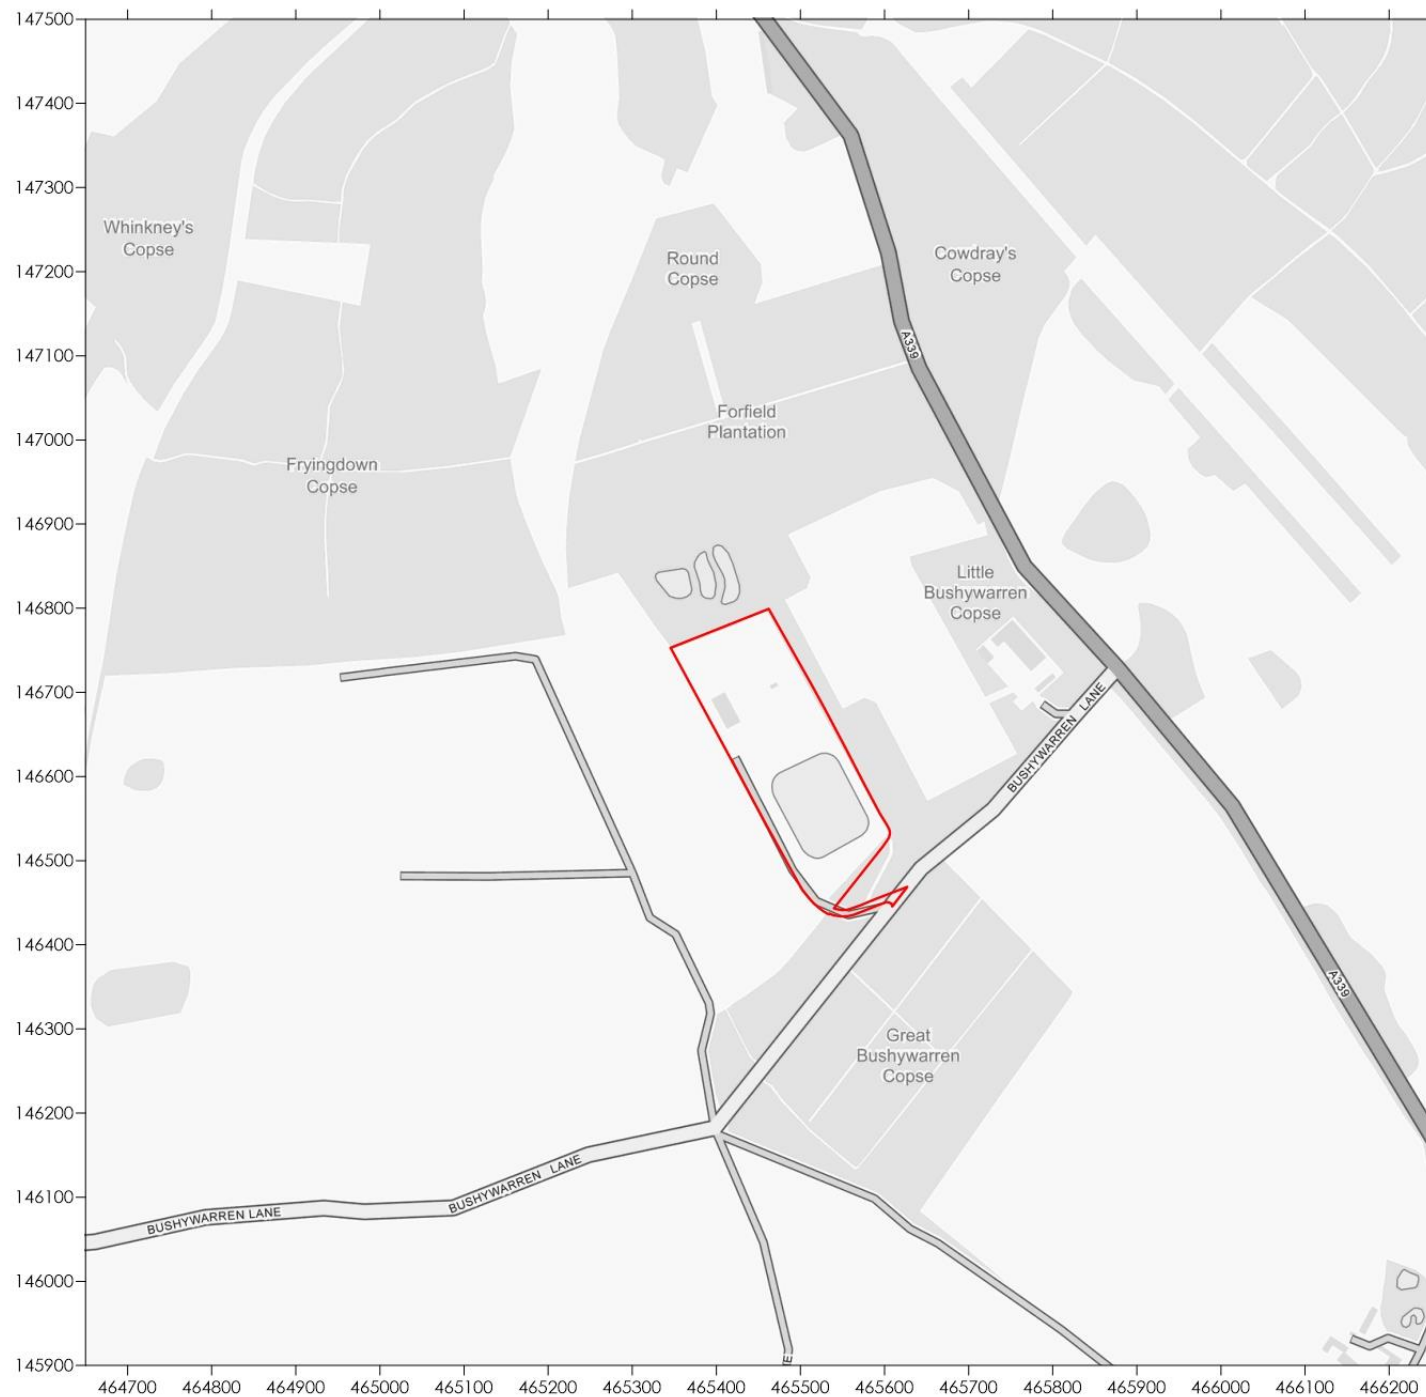 147500
147400
147300
147200
147100
147000
146900
146800
146700
146600
146500
146400
146300
146200
146100
146000
145900
Whinkney's
Copse
Round
Copse
Cowdray's
Copse
A339
Forfield
Plantation
Fryingdown
Copse
Little
Bushywarren
Copse
BUSHYWARREN LANE
A339
Great
Bushywarren
Copse
BUSHYWARREN LANE
BUSHYWARREN LANE
E
464700 464800 464900 465000 465100 465200 465300 465400 465500 465600 465700 465800 465900 466000 466100 466200